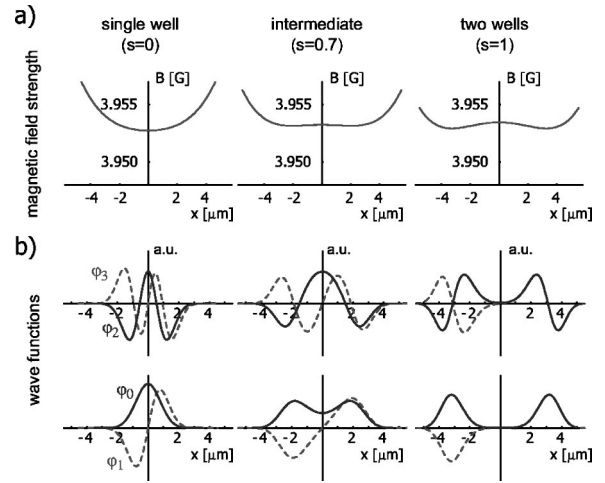 a)
single well
(s=0)
intermediate
(s=0.7)
two wells
(s=1)
magnetic field strength
B [G]
3.955
3.950
-4 -2 2 4
x [μm]
B [G]
3.955
3.950
-4 -2 2 4
x [μm]
B [G]
3.955
3.950
-4 -2 2 4
x [μm]
b)
wave functions
a.u.
φ3
φ2
-4 -2 2 4
a.u.
-4 -2 2 4
a.u.
-4 -2 2 4
φ0
φ1
-4 -2 2 4
x [μm]
-4 -2 2 4
x [μm]
-4 -2 2 4
x [μm]